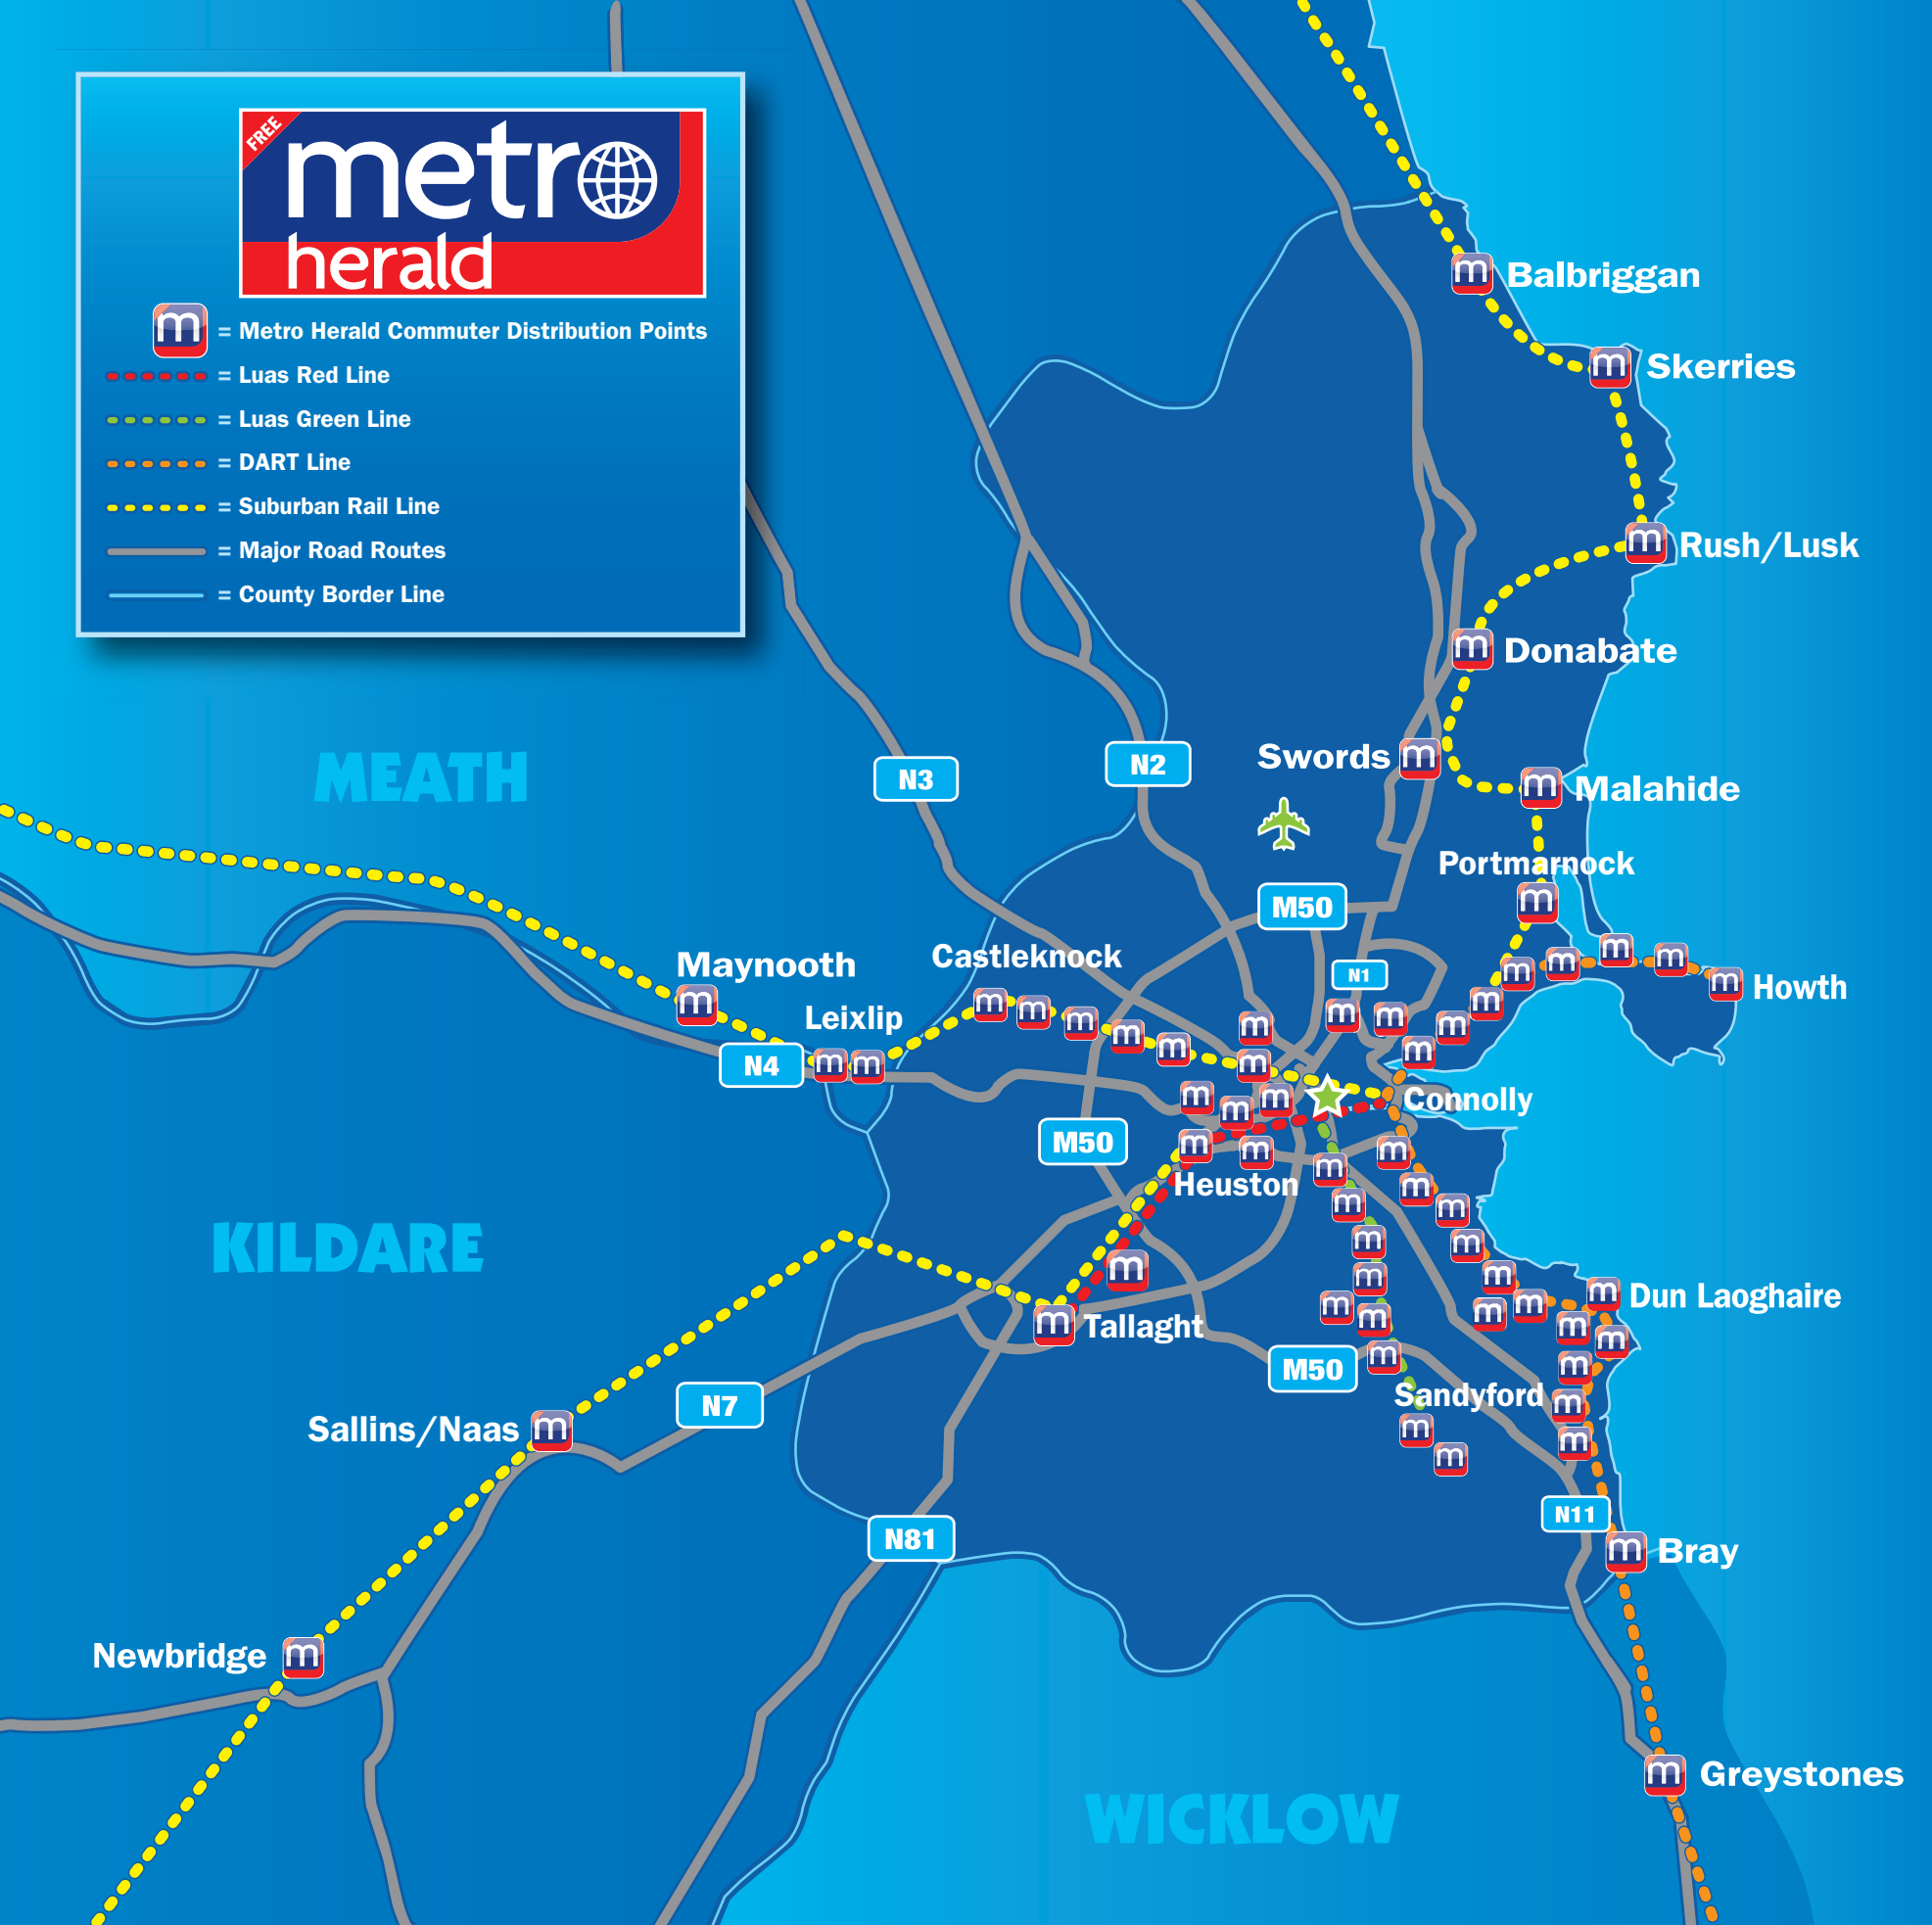 FREE
metro
herald
m = Metro Herald Commuter Distribution Points
= Luas Red Line
= Luas Green Line
= DART Line
= Suburban Rail Line
= Major Road Routes
= County Border Line
Balbriggan
Skerries
Rush/Lusk
Donabate
Swords
Malahide
MEATH
N3
N2
Portmarnock
M50
Maynooth
Castleknock
N1
Howth
Leixlip
N4
Connolly
M50
Heuston
KILDARE
Dun Laoghaire
Tallaght
M50
Sandyford
N7
Sallins/Naas
N11
N81
Bray
Newbridge
Greystones
WICKLOW